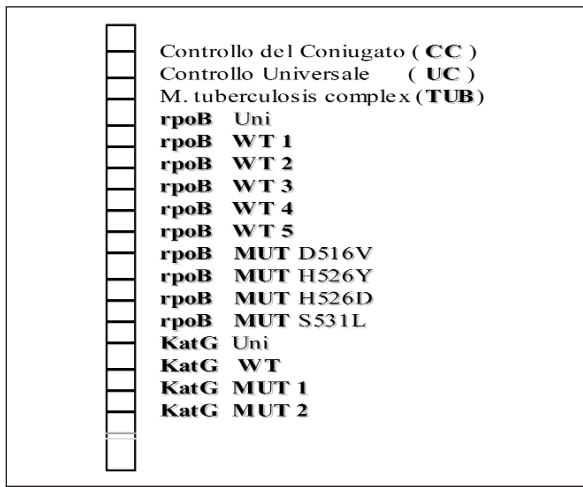 Controllo del Coniugato ( CC )
Controllo Universale ( UC )
M. tuberculosis complex (TUB)
rpoB Uni
rpoB WT 1
rpoB WT 2
rpoB WT 3
rpoB WT 4
rpoB WT 5
rpoB MUT D516V
rpoB MUT H526Y
rpoB MUT H526D
rpoB MUT S531L
KatG Uni
KatG WT
KatG MUT 1
KatG MUT 2